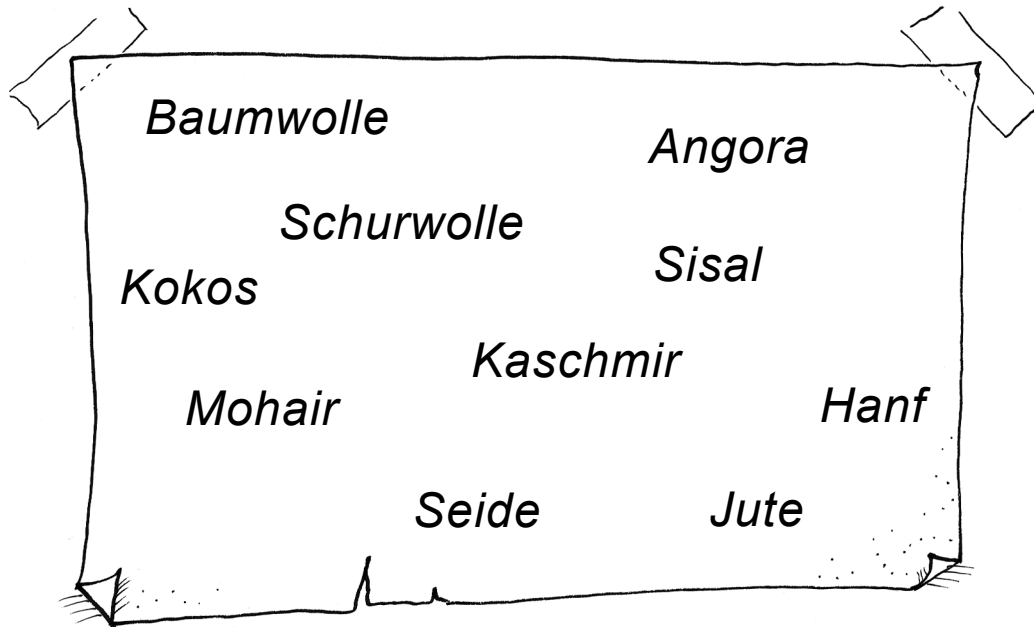 Baumwolle
Angora
Schurwolle
Sisal
Kokos
Kaschmir
Mohair
Hanf
Seide
Jute